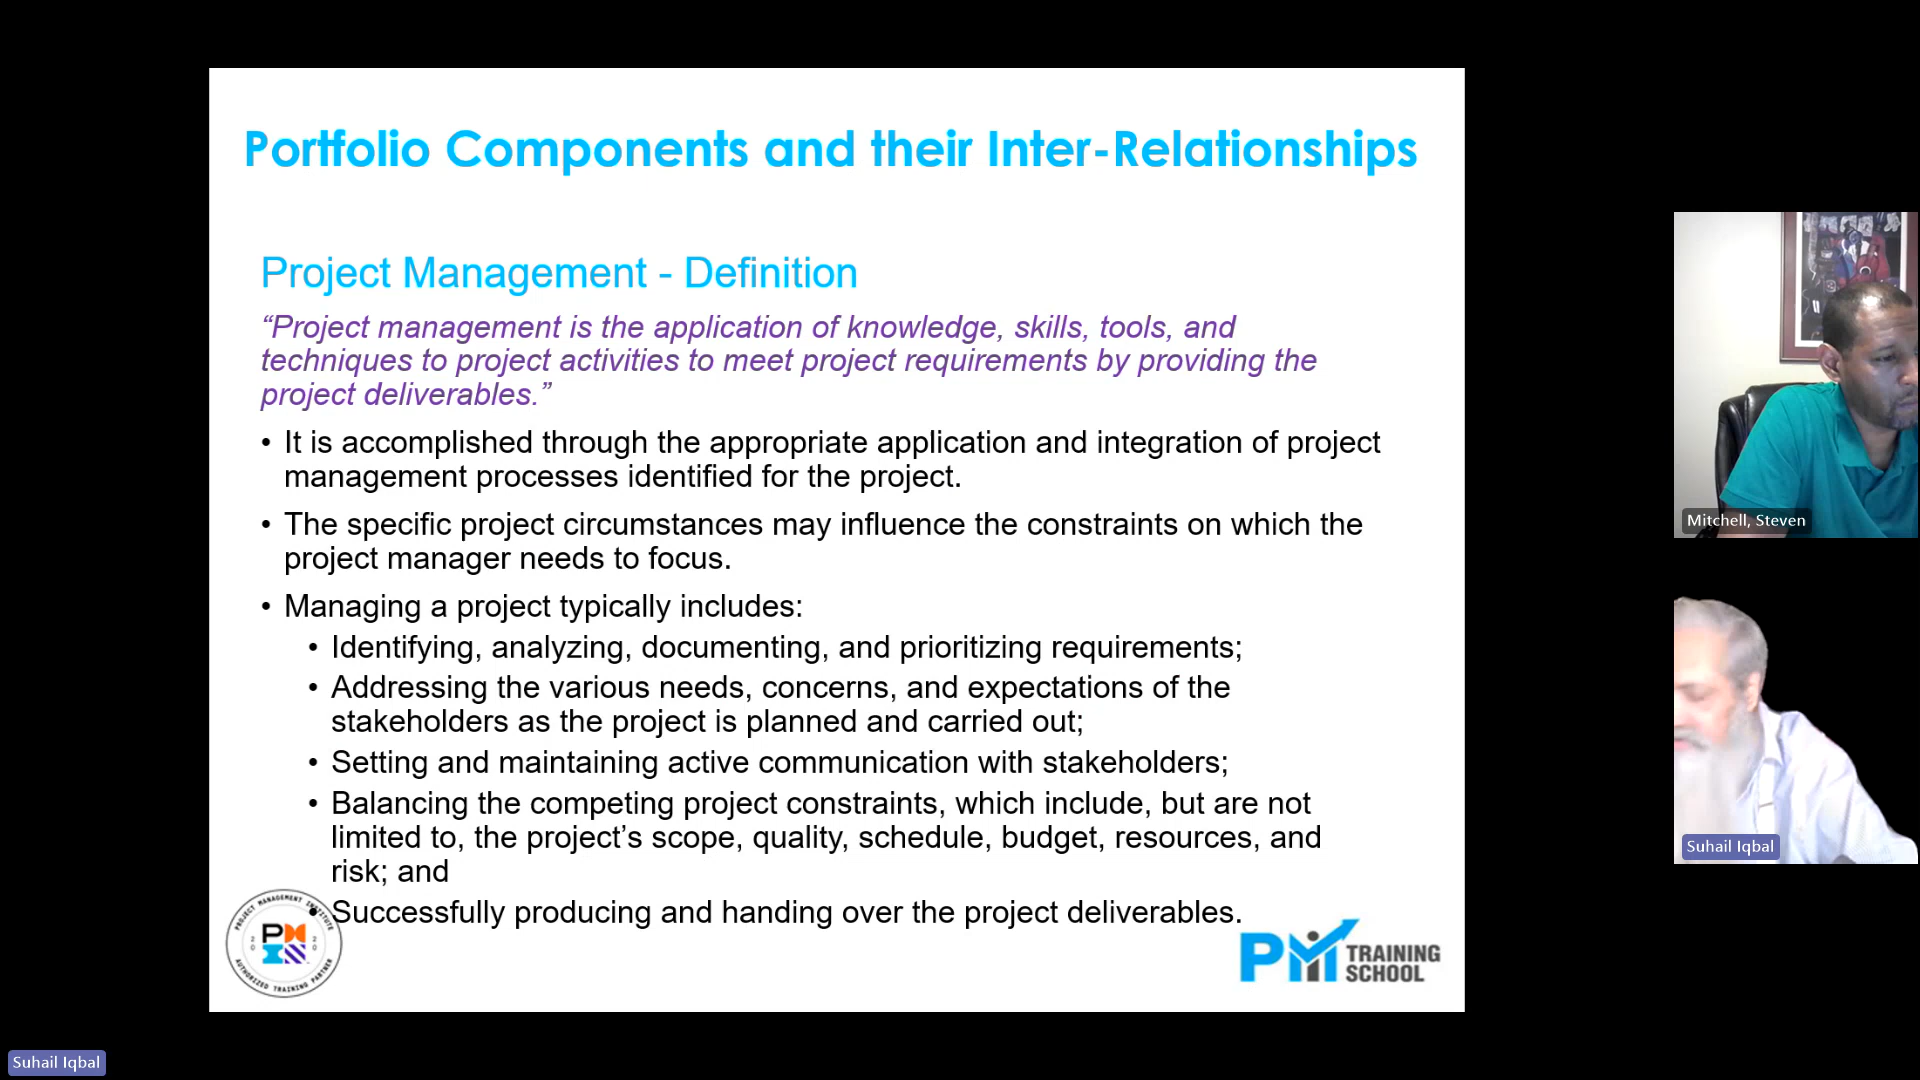 Portfolio Components and their Inter-Relationships
Project Management - Definition
“Project management is the application of knowledge, skills, tools, and
techniques to project activities to meet project requirements by providing the
project deliverables.”
• It is accomplished through the appropriate application and integration of project
management processes identified for the project.
• The specific project circumstances may influence the constraints on which the
project manager needs to focus.
• Managing a project typically includes:
• Identifying, analyzing, documenting, and prioritizing requirements;
• Addressing the various needs, concerns, and expectations of the
stakeholders as the project is planned and carried out;
• Setting and maintaining active communication with stakeholders;
• Balancing the competing project constraints, which include, but are not
limited to, the project’s scope, quality, schedule, budget, resources, and
risk; and
• Successfully producing and handing over the project deliverables.
PROJECT MANAGEMENT INSTITUTE
2020
AUTHORIZED TRAINING PARTNER
PM TRAINING
SCHOOL
Mitchell, Steven
Suhail Iqbal
Suhail Iqbal